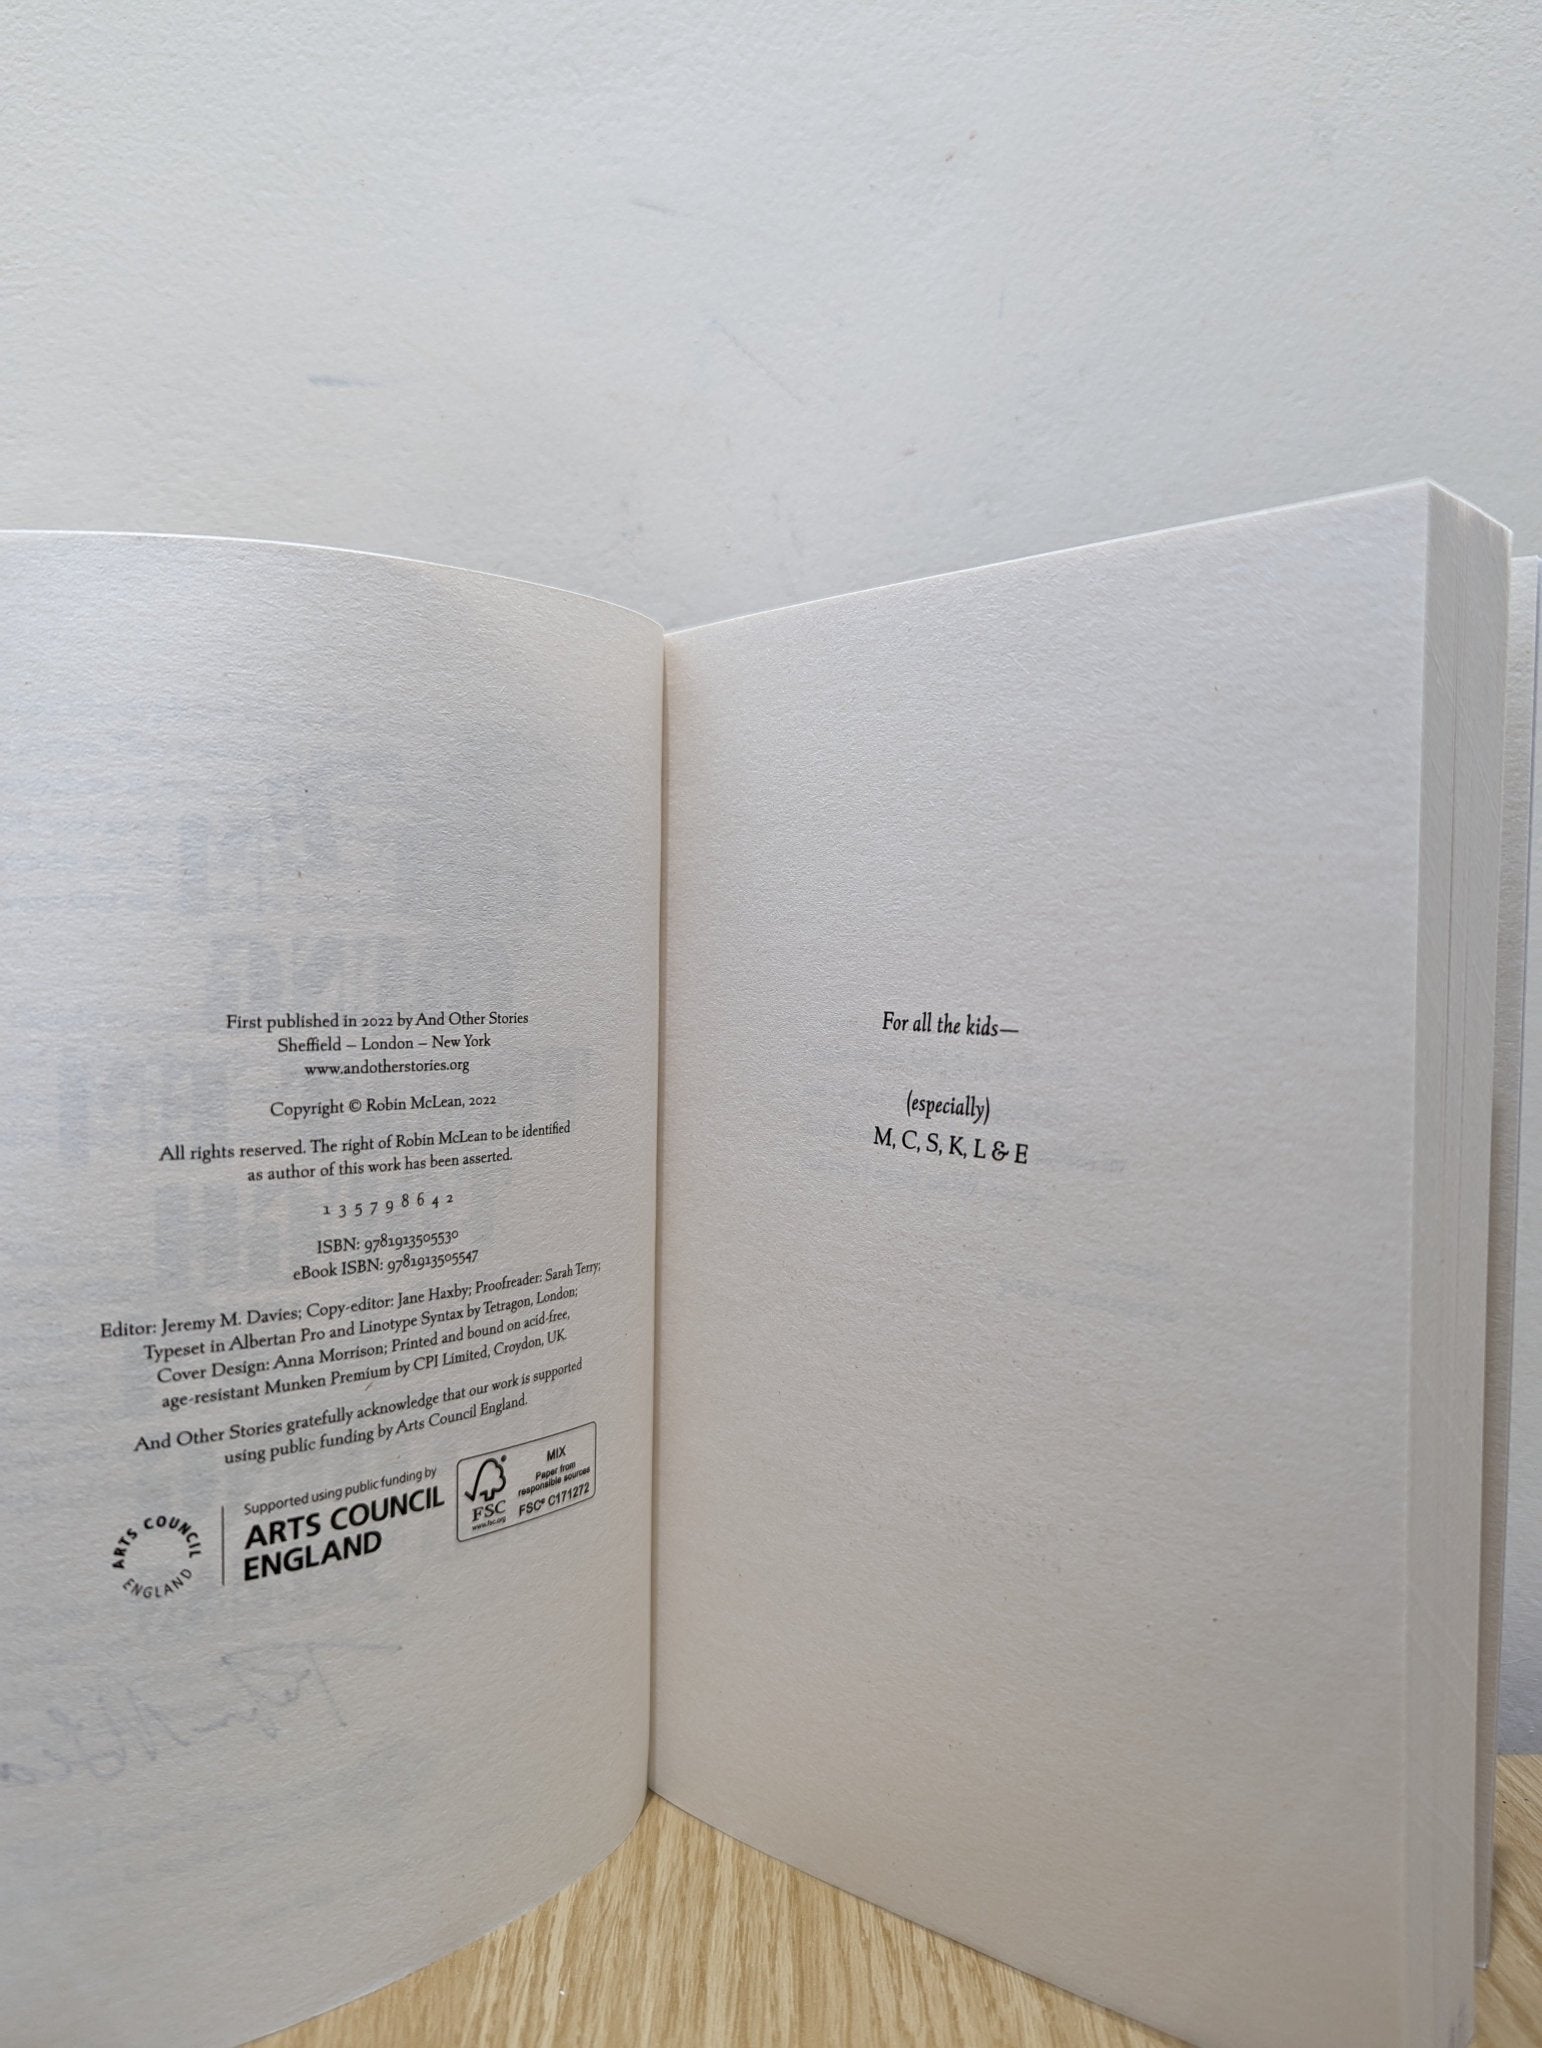 First published in 2022 by And Other Stories
Sheffield – London – New York
www.andotherstories.org
Copyright © Robin McLean, 2022
All rights reserved. The right of Robin McLean to be identified
as author of this work has been asserted.
1 3 5 7 9 8 6 4 2
ISBN: 9781913505530
eBook ISBN: 9781913505547
Editor: Jeremy M. Davies; Copy-editor: Jane Haxby; Proofreader: Sarah Terry;
Typeset in Albertan Pro and Linotype Syntax by Tetragon, London;
Cover Design: Anna Morrison; Printed and bound on acid-free,
age-resistant Munken Premium by CPI Limited, Croydon, UK.
And Other Stories gratefully acknowledge that our work is supported
using public funding by Arts Council England.
ARTS COUNCIL
ENGLAND
Supported using public funding by
ARTS COUNCIL
ENGLAND
FSC
www.fsc.org
MIX
Paper from
responsible sources
FSC® C171272
For all the kids—
(especially)
M, C, S, K, L & E